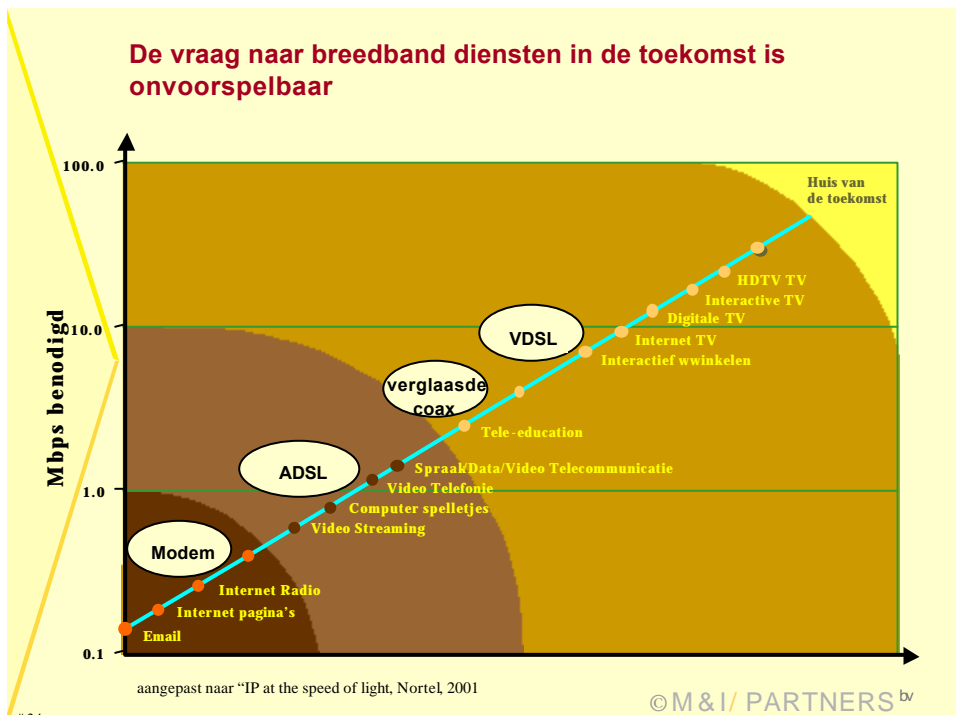 De vraag naar breedband diensten in de toekomst is
onvoorspelbaar
100.0
Huis van
de toekomst
HDTV TV
Interactive TV
Digitale TV
10.0
VDSL
Internet TV
Interactief wwinkelen
Mbps benodigd
verglaasde
coax
Tele-education
ADSL
Spraak/Data/Video Telecommunicatie
Video Telefonie
1.0
Computer spelletjes
Video Streaming
Modem
Internet Radio
Internet pagina's
Email
0.1
aangepast naar “IP at the speed of light, Nortel, 2001
©M&I/ PARTNERS bv